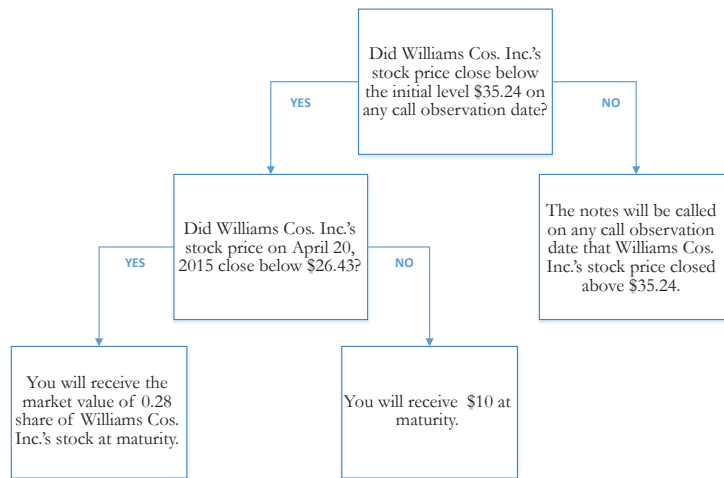 Did Williams Cos. Inc.'s
stock price close below
the initial level $35.24 on
any call observation date?
YES
NO
Did Williams Cos. Inc.'s
stock price on April 20,
2015 close below $26.43?
The notes will be called
on any call observation
date that Williams Cos.
Inc.'s stock price closed
above $35.24.
YES
NO
You will receive the
market value of 0.28
share of Williams Cos.
Inc.'s stock at maturity.
You will receive $10 at
maturity.